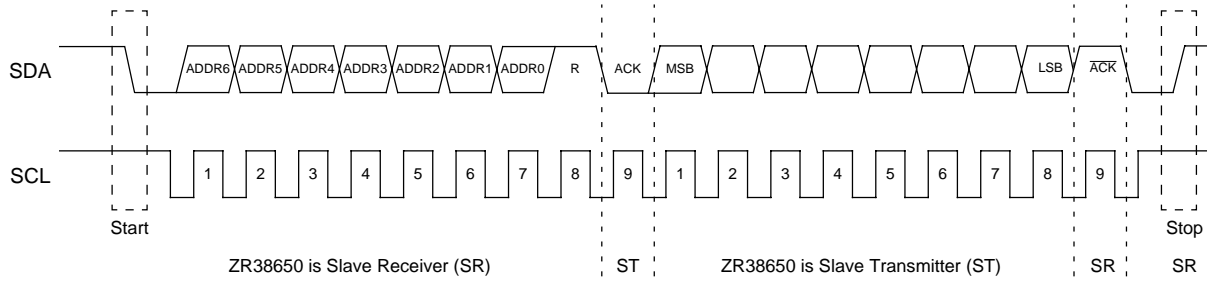 SDA
ADDR6 ADDR5 ADDR4 ADDR3 ADDR2 ADDR1 ADDR0 R ACK MSB LSB ACK
SCL
1 2 3 4 5 6 7 8 9 1 2 3 4 5 6 7 8 9
Start Stop
ZR38650 is Slave Receiver (SR) ST ZR38650 is Slave Transmitter (ST) SR SR